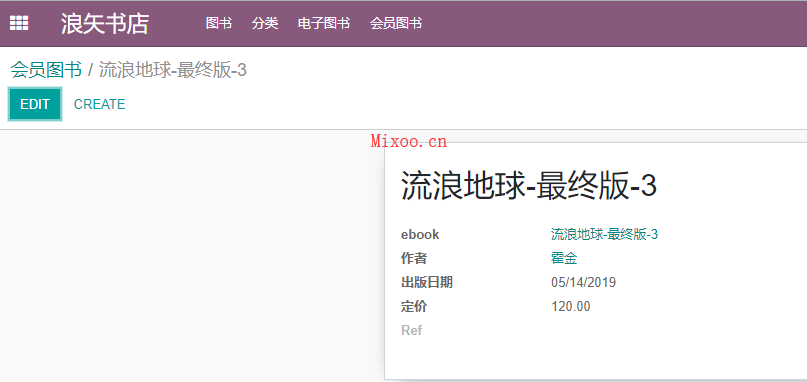 浪矢书店 图书 分类 电子图书 会员图书
会员图书 / 流浪地球-最终版-3
EDIT CREATE
Mixoo.cn
流浪地球-最终版-3
ebook 流浪地球-最终版-3
作者 霍金
出版日期 05/14/2019
定价 120.00
Ref